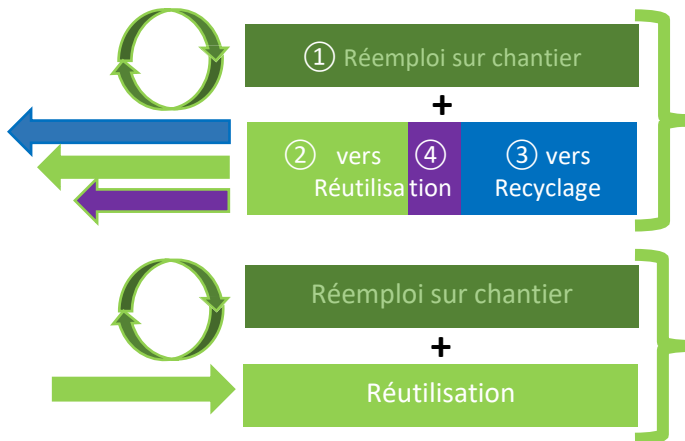 ① Réemploi sur chantier
+
② vers ④ ③ vers
Réutilisation Recyclage
Réemploi sur chantier
+
Réutilisation